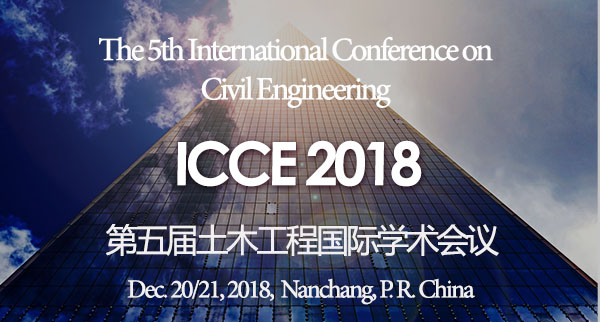 The 5th International Conference on
Civil Engineering
ICCE 2018
第五届土木工程国际学术会议
Dec. 20/21, 2018, Nanchang, P. R. China